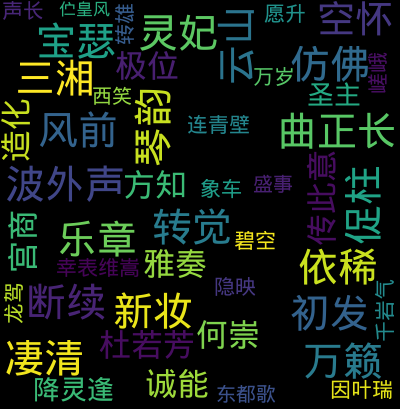 声长
伫皇风
转雄
灵妃
云山
愿升
空怀
宝瑟
极位
万岁
仿佛
嵯峨
三湘
西笑
圣主
造化
风前
琴韵
连青壁
曲正长
波外声
方知
象车
盛事
传此意
促柱
宫商
乐章
转觉
碧空
幸表维嵩
雅奏
依稀
龙驾
断续
新妆
隐映
初发
千岩气
杜若芳
何崇
凄清
万籁
降灵逢
诚能
东都歌
因叶瑞